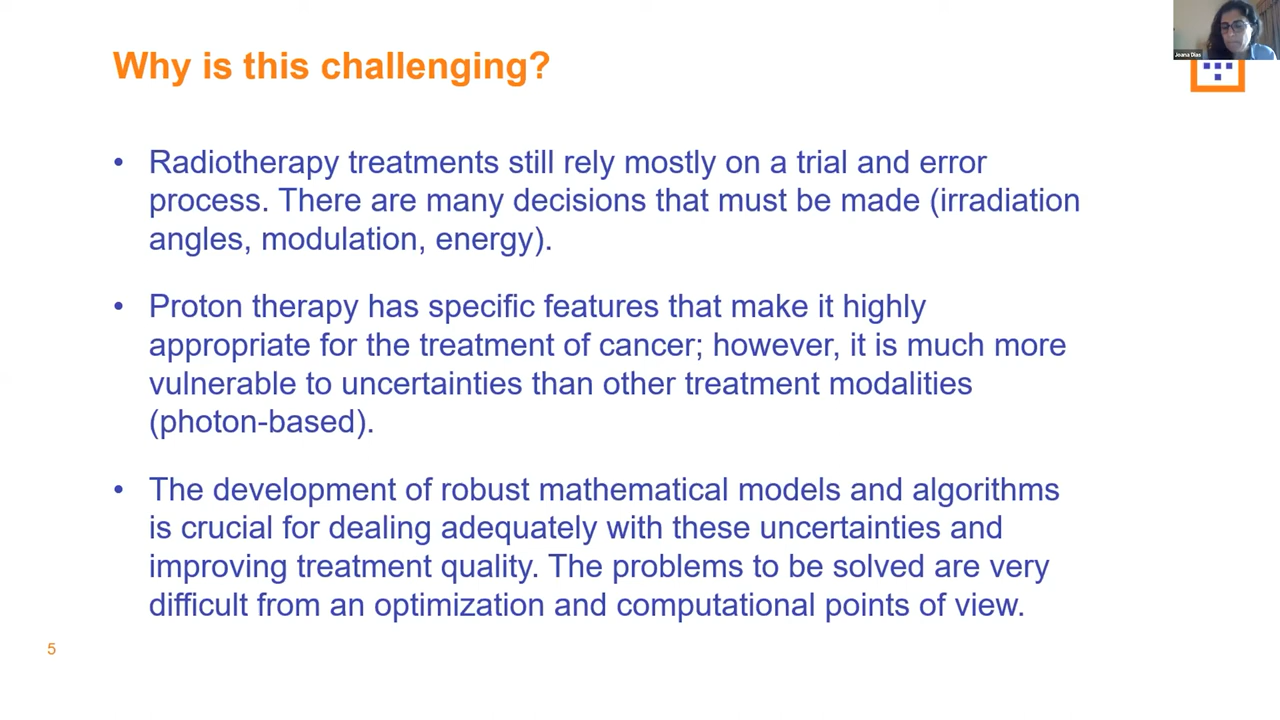 Why is this challenging?
Joana Dias
• Radiotherapy treatments still rely mostly on a trial and error
process. There are many decisions that must be made (irradiation
angles, modulation, energy).
• Proton therapy has specific features that make it highly
appropriate for the treatment of cancer; however, it is much more
vulnerable to uncertainties than other treatment modalities
(photon-based).
• The development of robust mathematical models and algorithms
is crucial for dealing adequately with these uncertainties and
improving treatment quality. The problems to be solved are very
difficult from an optimization and computational points of view.
5